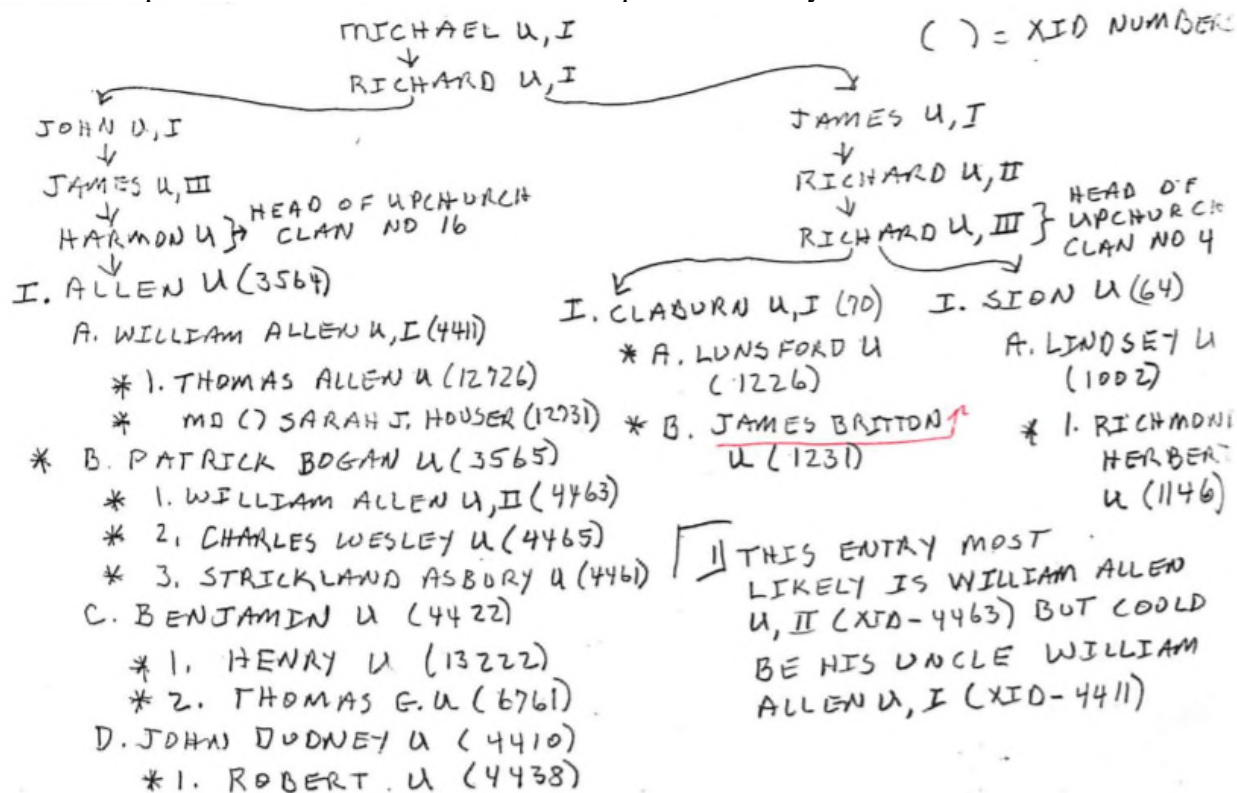 MICHAEL U, I
( ) = XID NUMBER
RICHARD U, I
JOHN U, I
JAMES U, III
HARMON U } HEAD OF UPCHURCH
CLAN NO 16
I. ALLEN U (3564)
A. WILLIAM ALLEN U, I (4411)
* 1. THOMAS ALLEN U (12726)
* MD () SARAH J. HOUSER (12731)
* B. PATRICK BOGAN U (3565)
* 1. WILLIAM ALLEN U, II (4463)
* 2. CHARLES WESLEY U (4465)
* 3. STRICKLAND ASBURY U (4461)
C. BENJAMIN U (4422)
* 1. HENRY U (13222)
* 2. THOMAS G. U (6761)
D. JOHN DUDNEY U (4410)
* 1. ROBERT. U (4438)
JAMES U, I
RICHARD U, II
RICHARD U, III } HEAD OF
UPCHURCH
CLAN NO 4
I. CLABURN U, I (70)
* A. LUNSFORD U
(1226)
* B. JAMES BRITTON
U (1231)
I. SION U (64)
A. LINDSEY U
(1002)
* 1. RICHMON
HERBER
U (1146)
1 THIS ENTRY MOST
LIKELY IS WILLIAM ALLEN
U, II (XID-4463) BUT COULD
BE HIS UNCLE WILLIAM
ALLEN U, I (XID-4411)